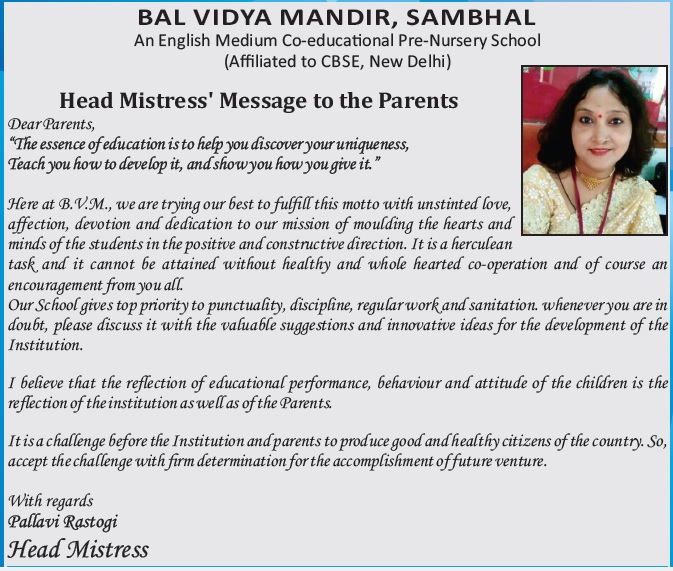 BAL VIDYA MANDIR, SAMBHAL
An English Medium Co-educational Pre-Nursery School
(Affiliated to CBSE, New Delhi)
Head Mistress' Message to the Parents
Dear Parents,
“The essence of education is to help you discover your uniqueness,
Teach you how to develop it, and show you how you give it.”
Here at B.V.M., we are trying our best to fulfill this motto with unstinted love,
affection, devotion and dedication to our mission of moulding the hearts and
minds of the students in the positive and constructive direction. It is a herculean
task and it cannot be attained without healthy and whole hearted co-operation and of course an
encouragement from you all.
Our School gives top priority to punctuality, discipline, regular work and sanitation. whenever you are in
doubt, please discuss it with the valuable suggestions and innovative ideas for the development of the
Institution.
I believe that the reflection of educational performance, behaviour and attitude of the children is the
reflection of the institution as well as of the Parents.
It is a challenge before the Institution and parents to produce good and healthy citizens of the country. So,
accept the challenge with firm determination for the accomplishment of future venture.
With regards
Pallavi Rastogi
Head Mistress